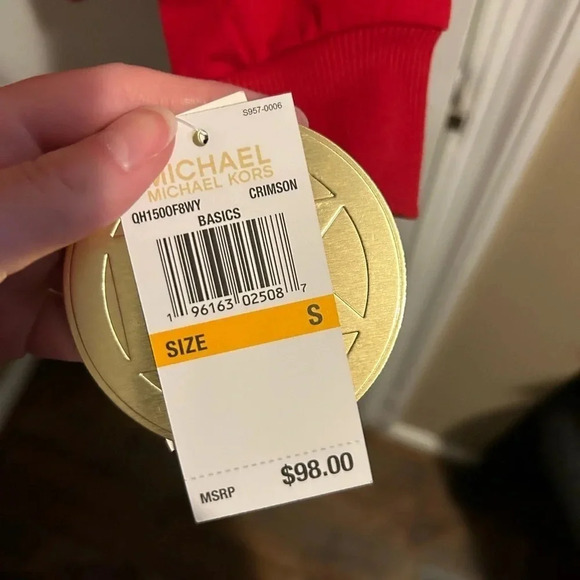 S957-0006
MICHAEL
MICHAEL KORS
QH1500F8WY CRIMSON
BASICS
1 96163 02508 7
SIZE S
MSRP $98.00